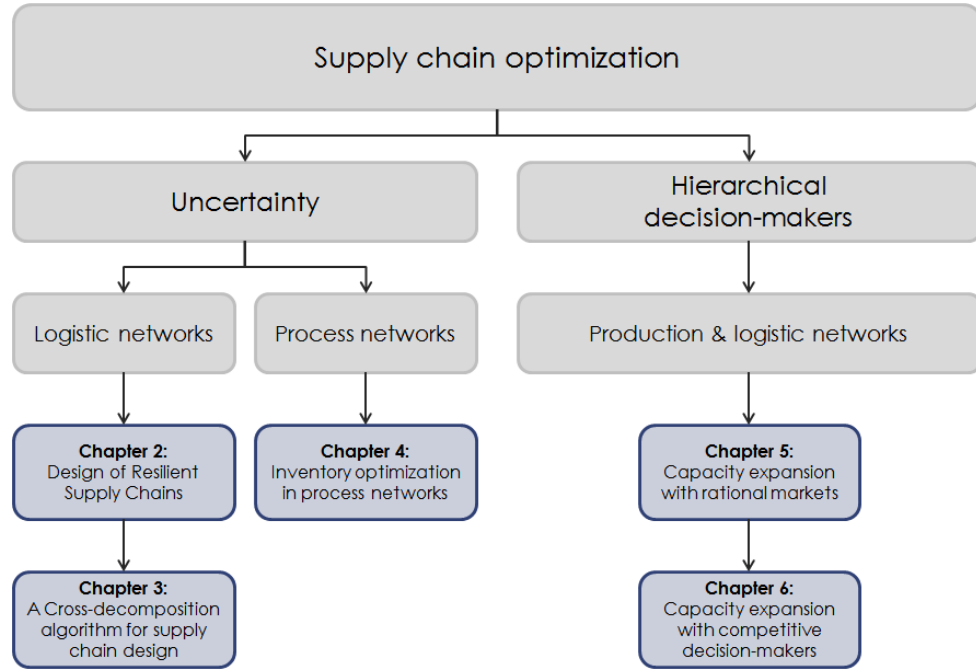 Supply chain optimization
Uncertainty
Hierarchical
decision-makers
Logistic networks
Process networks
Production & logistic networks
Chapter 2:
Design of Resilient
Supply Chains
Chapter 4:
Inventory optimization
in process networks
Chapter 5:
Capacity expansion
with rational markets
Chapter 3:
A Cross-decomposition
algorithm for supply
chain design
Chapter 6:
Capacity expansion
with competitive
decision-makers